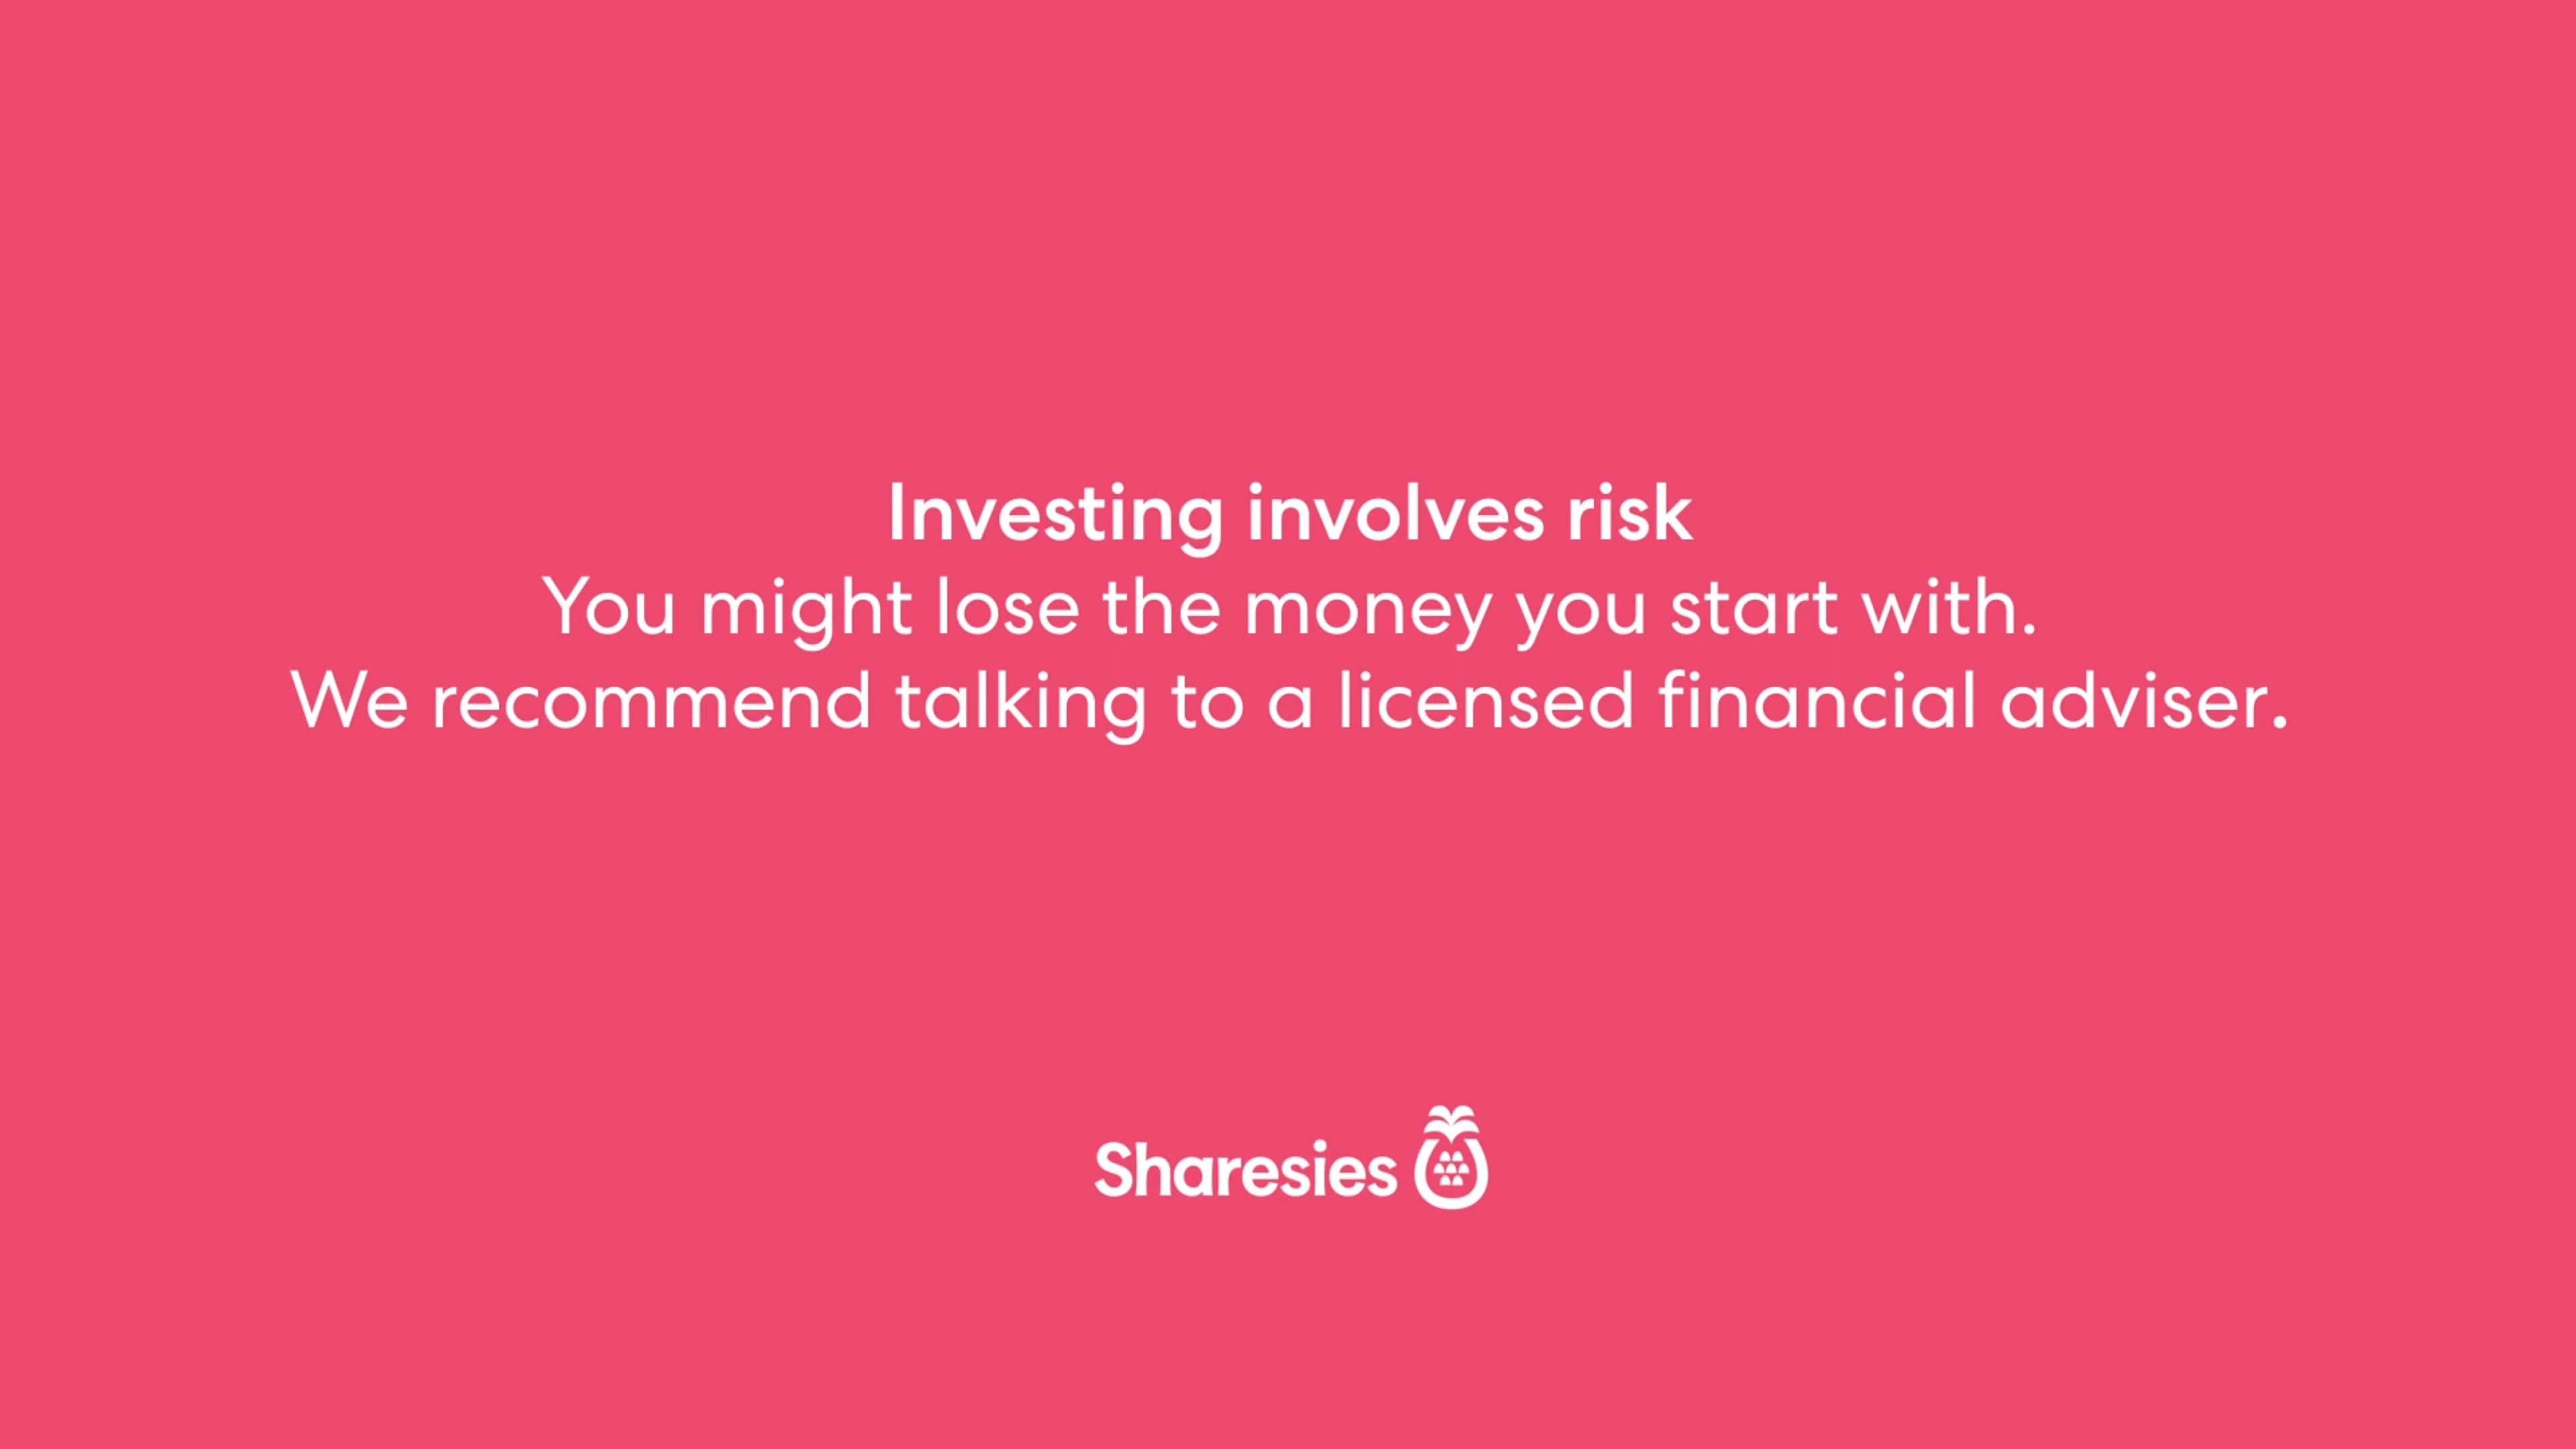 Investing involves risk
You might lose the money you start with.
We recommend talking to a licensed financial adviser.
Sharesies